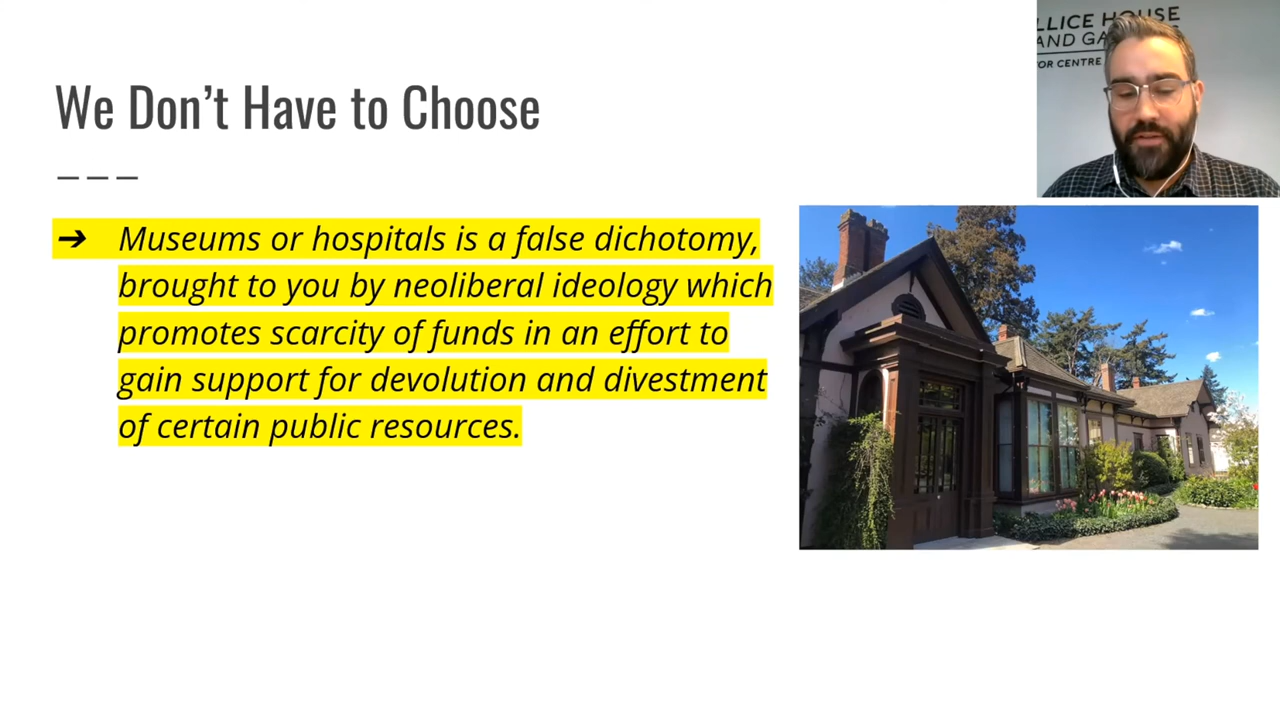 We Don't Have to Choose
➔ Museums or hospitals is a false dichotomy,
brought to you by neoliberal ideology which
promotes scarcity of funds in an effort to
gain support for devolution and divestment
of certain public resources.
LLICE HOUSE
AND GA
TOR CENTRE